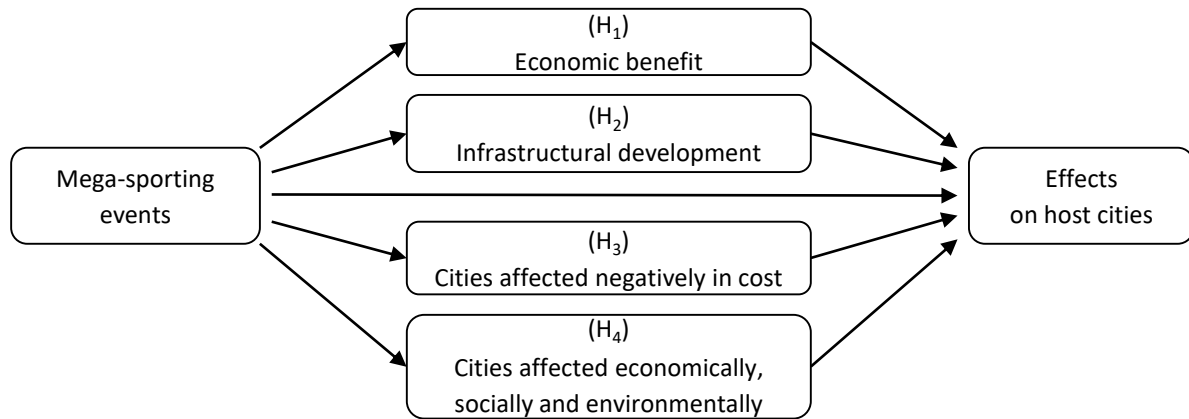 (H₁)
Economic benefit
(H₂)
Infrastructural development
Mega-sporting
events
Effects
on host cities
(H₃)
Cities affected negatively in cost
(H₄)
Cities affected economically,
socially and environmentally